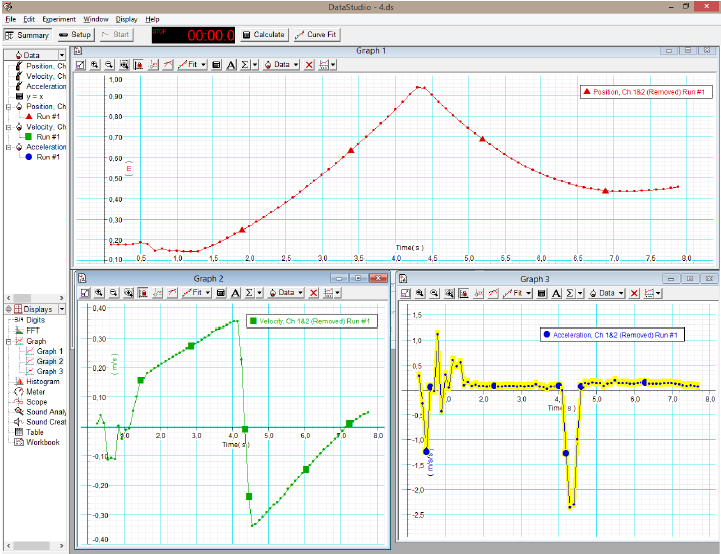 DataStudio - 4.ds
File Edit Experiment Window Display Help
Summary Setup Start STOP 00:00.0 Calculate Curve Fit
Data
Position, Ch
Velocity, Ch
Acceleration
y = x
Position, Ch
Run #1
Velocity, Ch
Run #1
Acceleration
Run #1
Displays
Digits
FFT
Graph
Graph 1
Graph 2
Graph 3
Histogram
Meter
Scope
Sound Analy
Sound Creat
Table
Workbook
Graph 1
Fit A Σ Data
Position, Ch 1&2 (Removed) Run #1
1,00
0,90
0,80
0,70
0,60
0,50
0,40
0,30
0,20
0,10
( m )
0,5 1,0 1,5 2,0 2,5 3,0 3,5 4,0 4,5 5,0 5,5 6,0 6,5 7,0 7,5 8,0
Time( s )
Graph 2
Fit A Σ Data
Velocity, Ch 1&2 (Removed) Run #1
0,40
0,30
0,20
0,10
-0,10
-0,20
-0,30
-0,40
( m/s )
2,0 3,0 4,0 5,0 6,0 7,0 8,0
Time( s )
Graph 3
Fit A Σ Data
Acceleration, Ch 1&2 (Removed) Run #1
1,5
1,0
0,5
-0,5
-1,0
-1,5
-2,0
-2,5
( m/s/s )
2,0 3,0 4,0 5,0 6,0 7,0 8,0
Time( s )